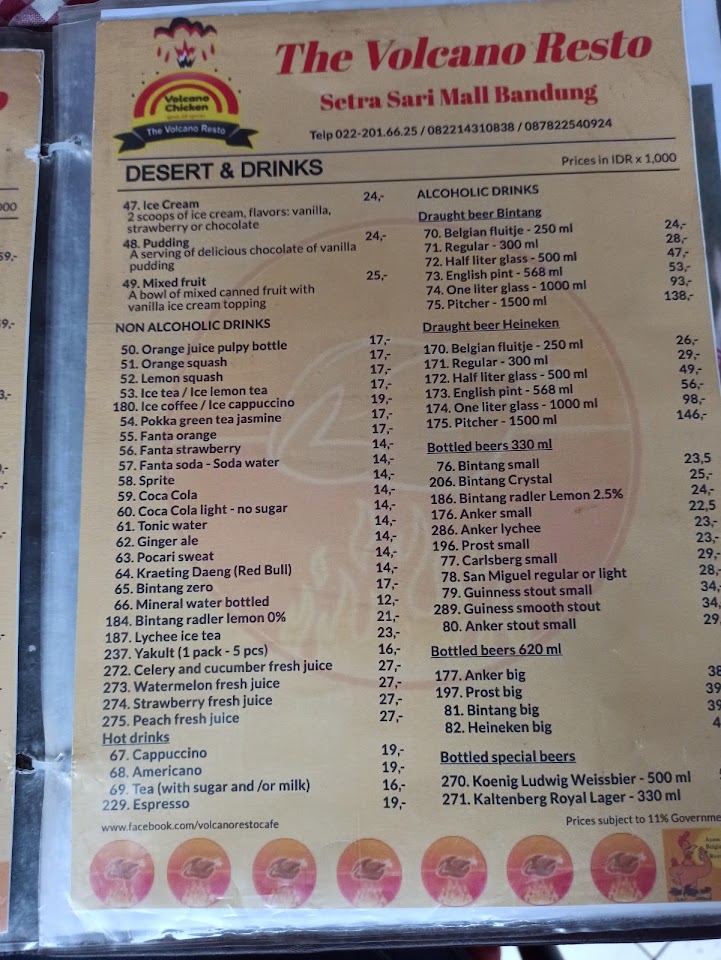 Volcano
Chicken
The Volcano Resto
The Volcano Resto
Setra Sari Mall Bandung
Telp 022-201.66.25 / 082214310838 / 087822540924
DESERT & DRINKS
Prices in IDR x 1,000
47. Ice Cream 24,-
2 scoops of ice cream, flavors: vanilla,
strawberry or chocolate
48. Pudding 24,-
A serving of delicious chocolate of vanilla
pudding
49. Mixed fruit 25,-
A bowl of mixed canned fruit with
vanilla ice cream topping
NON ALCOHOLIC DRINKS
50. Orange juice pulpy bottle 17,-
51. Orange squash 17,-
52. Lemon squash 17,-
53. Ice tea / Ice lemon tea 17,-
180. Ice coffee / Ice cappuccino 19,-
54. Pokka green tea jasmine 17,-
55. Fanta orange 14,-
56. Fanta strawberry 14,-
57. Fanta soda - Soda water 14,-
58. Sprite 14,-
59. Coca Cola 14,-
60. Coca Cola light - no sugar 14,-
61. Tonic water 14,-
62. Ginger ale 14,-
63. Pocari sweat 14,-
64. Kraeting Daeng (Red Bull) 14,-
65. Bintang zero 17,-
66. Mineral water bottled 12,-
184. Bintang radler lemon 0% 21,-
187. Lychee ice tea 23,-
237. Yakult (1 pack - 5 pcs) 16,-
272. Celery and cucumber fresh juice 27,-
273. Watermelon fresh juice 27,-
274. Strawberry fresh juice 27,-
275. Peach fresh juice 27,-
Hot drinks
67. Cappuccino 19,-
68. Americano 19,-
69. Tea (with sugar and /or milk) 16,-
229. Espresso 19,-
www.facebook.com/volcanorestocafe
ALCOHOLIC DRINKS
Draught beer Bintang
70. Belgian fluitje - 250 ml 24,-
71. Regular - 300 ml 28,-
72. Half liter glass - 500 ml 47,-
73. English pint - 568 ml 53,-
74. One liter glass - 1000 ml 93,-
75. Pitcher - 1500 ml 138,-
Draught beer Heineken
170. Belgian fluitje - 250 ml 26,-
171. Regular - 300 ml 29,-
172. Half liter glass - 500 ml 49,-
173. English pint - 568 ml 56,-
174. One liter glass - 1000 ml 98,-
175. Pitcher - 1500 ml 146,-
Bottled beers 330 ml
76. Bintang small 23,5
206. Bintang Crystal 25,-
186. Bintang radler Lemon 2.5% 24,-
176. Anker small 22,5
286. Anker lychee 23,-
196. Prost small 23,-
77. Carlsberg small 29,-
78. San Miguel regular or light 28,-
79. Guinness stout small 34,-
289. Guiness smooth stout 34,
80. Anker stout small 29,
Bottled beers 620 ml
177. Anker big 38
197. Prost big 39
81. Bintang big 39
82. Heineken big 4
Bottled special beers
270. Koenig Ludwig Weissbier - 500 ml
271. Kaltenberg Royal Lager - 330 ml
Prices subject to 11% Governme